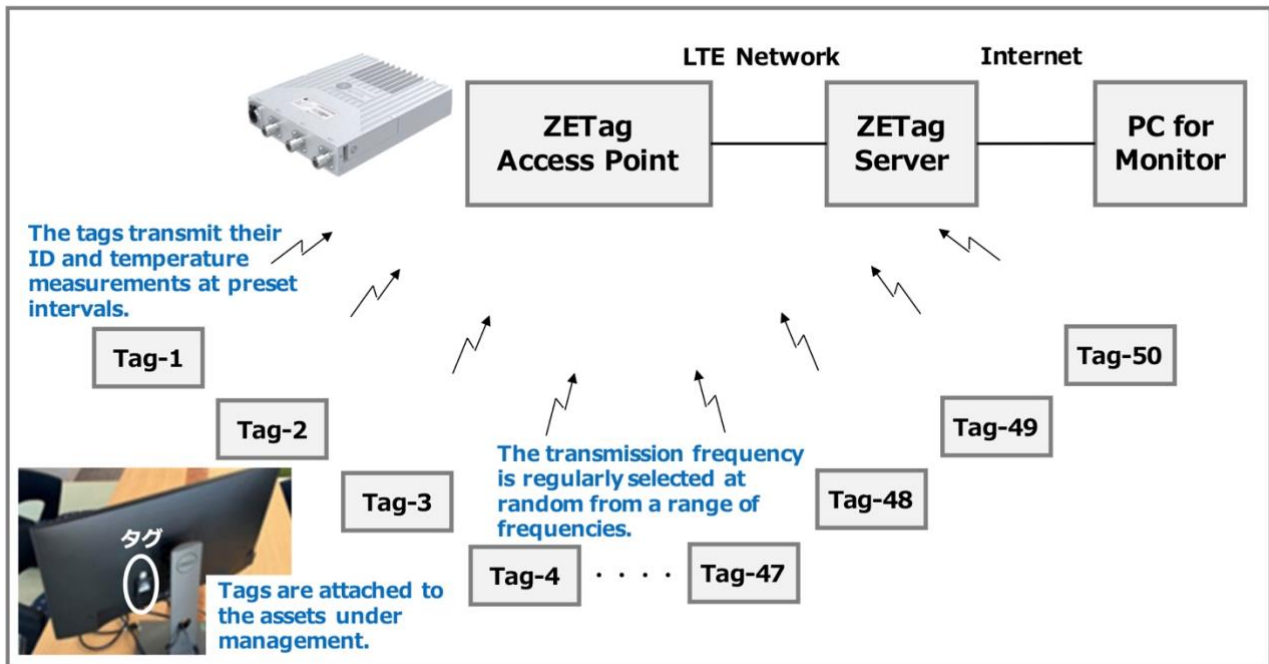 LTE Network
Internet
ZETag
Access Point
ZETag
Server
PC for
Monitor
The tags transmit their
ID and temperature
measurements at preset
intervals.
Tag-1
Tag-2
Tag-3
Tag-4
· · · ·
Tag-47
Tag-48
Tag-49
Tag-50
The transmission frequency
is regularly selected at
random from a range of
frequencies.
タグ
Tags are attached to
the assets under
management.